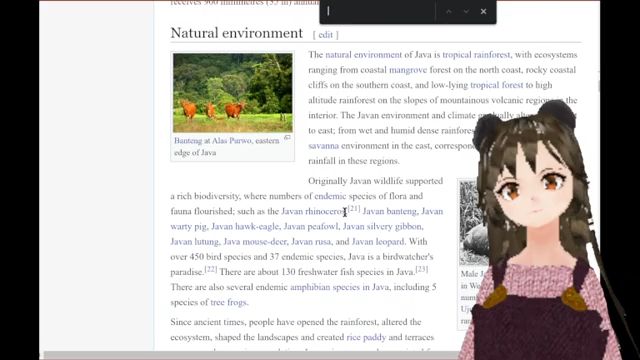 receives 900 millimetres (35 in) annual
Natural environment [ edit ]
The natural environment of Java is tropical rainforest, with ecosystems
ranging from coastal mangrove forest on the north coast, rocky coastal
cliffs on the southern coast, and low-lying tropical forest to high
altitude rainforest on the slopes of mountainous volcanic regions
interior. The Javan environment and climate gradually
to east; from wet and humid dense rainfores
savanna environment in the east, correspon
rainfall in these regions.
Banteng at Alas Purwo, eastern
edge of Java
Originally Javan wildlife supported
a rich biodiversity, where numbers of endemic species of flora and
fauna flourished; such as the Javan rhinoceros,[21] Javan banteng, Javan
warty pig, Javan hawk-eagle, Javan peafowl, Javan silvery gibbon,
Javan lutung, Java mouse-deer, Javan rusa, and Javan leopard. With
over 450 bird species and 37 endemic species, Java is a birdwatcher's
paradise.[22] There are about 130 freshwater fish species in Java.[23]
There are also several endemic amphibian species in Java, including 5
species of tree frogs.
Male J
in W
num
Uj
Since ancient times, people have opened the rainforest, altered the
ecosystem, shaped the landscapes and created rice paddy and terraces